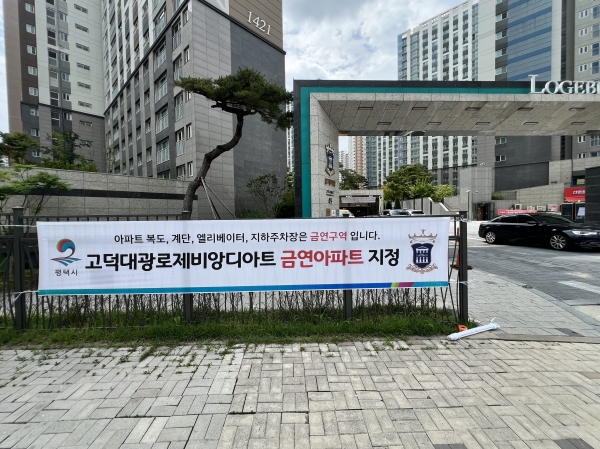 1421
LOGEB
아파트 복도, 계단, 엘리베이터, 지하주차장은 금연구역 입니다.
고덕대광로제비앙디아트 금연아파트 지정
평택시